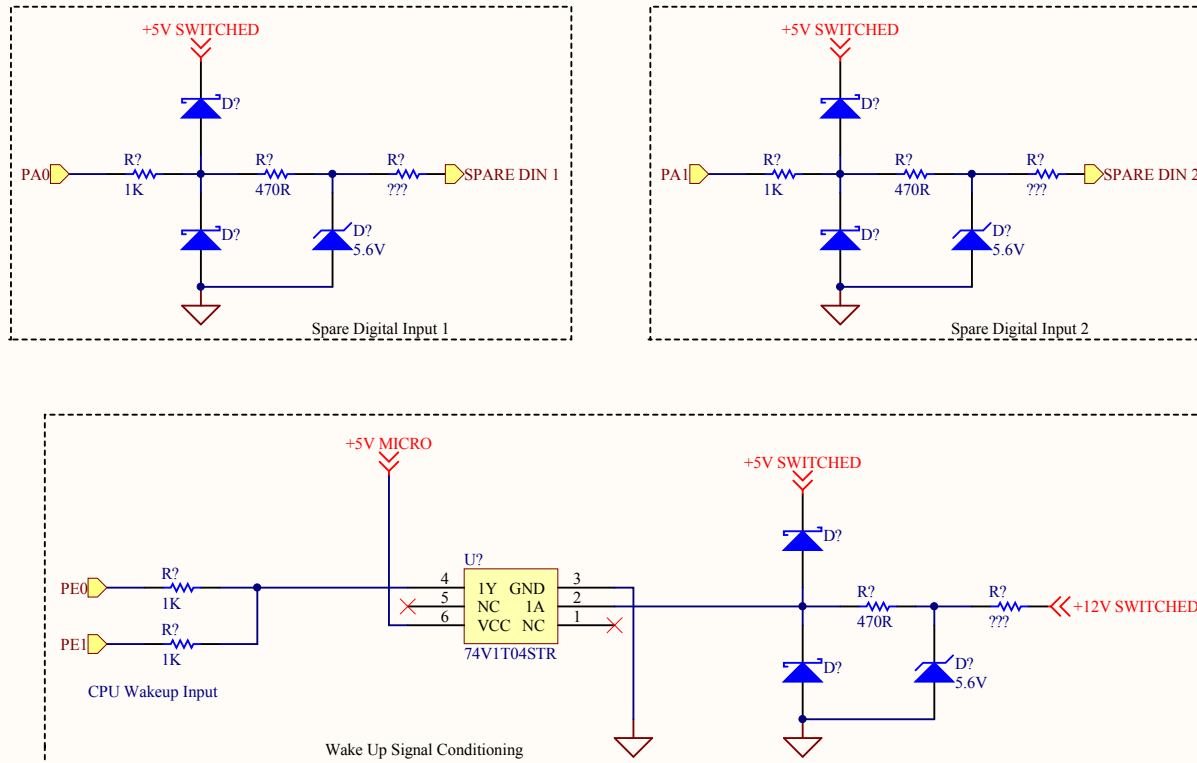 +5V SWITCHED
D?
PA0
R?
1K
R?
470R
R?
???
SPARE DIN 1
D?
D?
5.6V
Spare Digital Input 1
+5V SWITCHED
D?
PA1
R?
1K
R?
470R
R?
???
SPARE DIN 2
D?
D?
5.6V
Spare Digital Input 2
+5V MICRO
+5V SWITCHED
D?
U?
PE0
R?
1K
4
1Y
GND
3
5
NC
1A
2
6
VCC
NC
1
74V1T04STR
R?
470R
R?
???
+12V SWITCHED
PE1
R?
1K
D?
D?
5.6V
CPU Wakeup Input
Wake Up Signal Conditioning